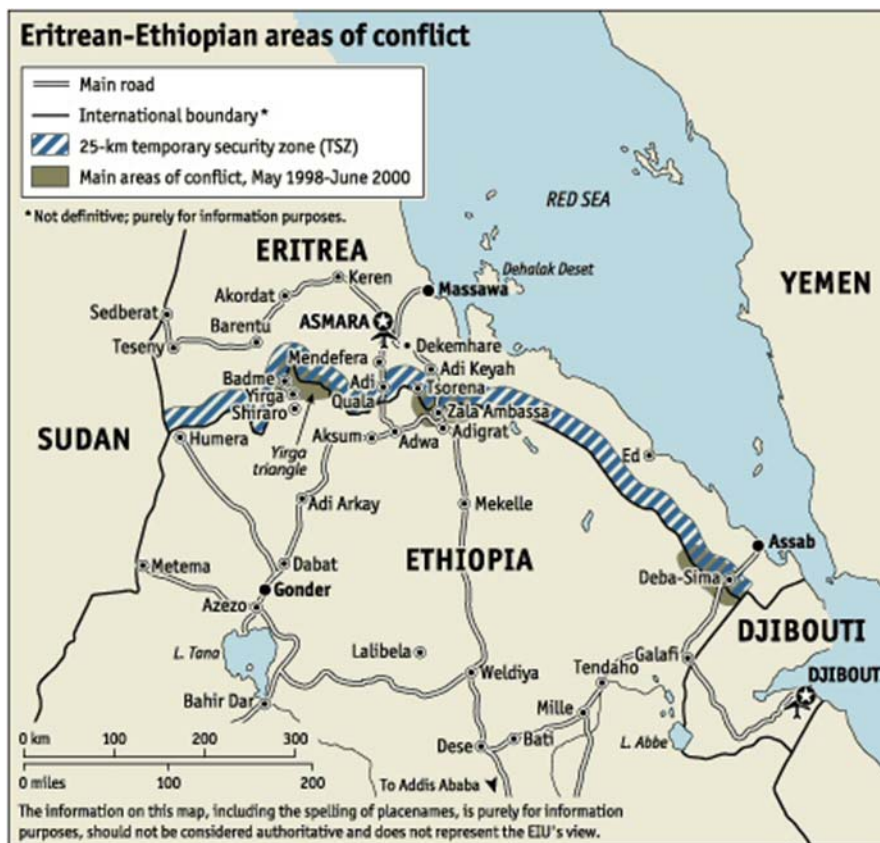 Eritrean-Ethiopian areas of conflict
Main road
International boundary*
25-km temporary security zone (TSZ)
Main areas of conflict, May 1998-June 2000
* Not definitive; purely for information purposes.
RED SEA
ERITREA
Dehalak Deset
Keren
YEMEN
Akordat
Massawa
Sedberat
ASMARA
Barentu
Teseny
Dekemhare
Mendefera
Adi Keyah
Badme
Adi
Quala
Tsorena
Yirga
Shiraro
Zala Ambassa
SUDAN
Humera
Aksum
Adwa
Adigrat
Yirga
triangle
Ed
Adi Arkay
Mekelle
Assab
ETHIOPIA
Metema
Dabat
Deba-Sima
Gonder
Azezo
DJIBOUTI
L. Tana
Lalibela
Galafi
Weldiya
Tendaho
DJIBOUT
Bahir Dar
Mille
Dese
Bati
L. Abbe
0 km 100 200 300
0 miles 100 200
To Addis Ababa
The information on this map, including the spelling of placenames, is purely for information
purposes, should not be considered authoritative and does not represent the EIU's view.